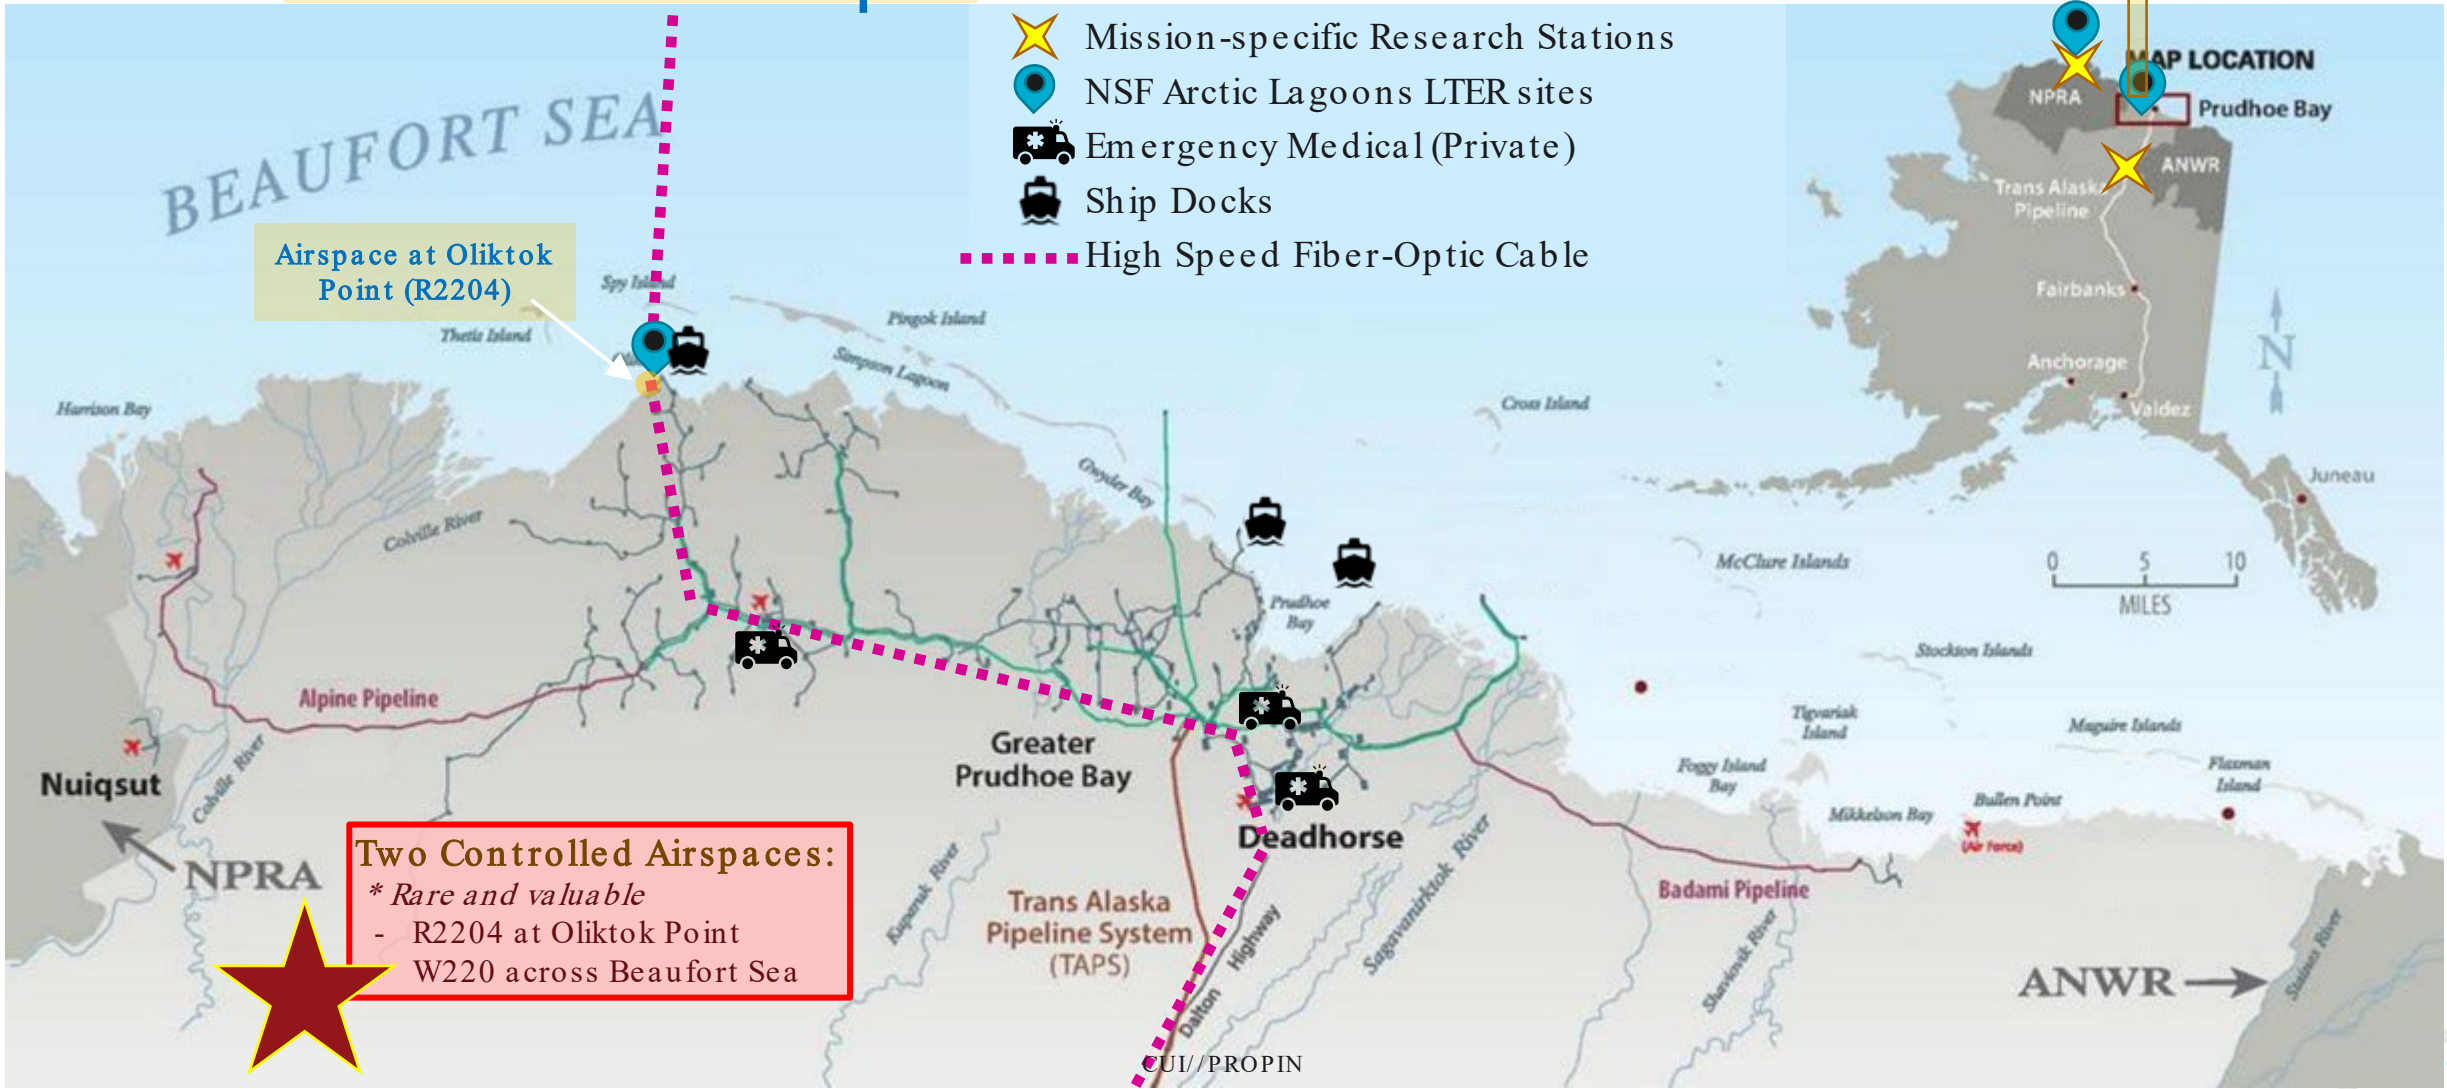 Mission-specific Research Stations
NSF Arctic Lagoons LTER sites
Emergency Medical (Private)
Ship Docks
High Speed Fiber-Optic Cable
MAP LOCATION
NPRA
Prudhoe Bay
ANWR
Trans Alaska
Pipeline
Fairbanks
Anchorage
Valdez
Juneau
N
0 5 10
MILES
BEAUFORT SEA
Airspace at Oliktok
Point (R2204)
Spy Island
Thetis Island
Pingok Island
Simpson Lagoon
Harrison Bay
Cross Island
Gwyder Bay
Colville River
McClure Islands
Prudhoe
Bay
Stockton Islands
Alpine Pipeline
Tigvariak
Island
Maguire Islands
Greater
Prudhoe Bay
Foggy Island
Bay
Flaxman
Island
Nuiqsut
Colville River
Mikkelson Bay
Bullen Point
(Air Force)
Deadhorse
NPRA
Two Controlled Airspaces:
* Rare and valuable
- R2204 at Oliktok Point
- W220 across Beaufort Sea
Kuparuk River
Trans Alaska
Pipeline System
(TAPS)
Dalton Highway
Sagavanirktok River
Badami Pipeline
Shaviovik River
ANWR
Staines River
CUI//PROPIN